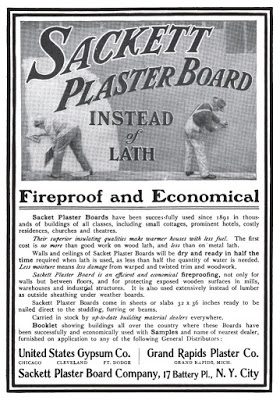 SACKETT
PLASTER BOARD
INSTEAD
of
LATH
Fireproof and Economical
Sacket Plaster Boards have been successfully used since 1891 in thous-
ands of buildings of all classes, including small cottages, prominent hotels, costly
residences, churches and theatres.
Their superior insulating qualities make warmer houses with less fuel. The first
cost is no more than good work on wood lath, and less than on metal lath.
Walls and ceilings of Sackett Plaster Boards will be dry and ready in half the
time required when lath is used, as less than half the quantity of water is needed.
Less moisture means less damage from warped and twisted trim and woodwork.
Sackett Plaster Board is an efficient and economical fireproofing, not only for
walls but between floors, and for protecting exposed wooden surfaces in mills,
warehouses and industrial structures. It is also used extensively instead of lumber
as outside sheathing under weather boards.
Sackett Plaster Boards come in sheets or slabs 32 x 36 inches ready to be
nailed direct to the studding, furring or beams.
Carried in stock by up-to-date building material dealers everywhere.
Booklet showing buildings all over the country where these Boards have
been successfully and economically used with Samples and name of nearest dealer,
furnished on application to any of the following General Distributors:
United States Gypsum Co.
CHICAGO CLEVELAND FT. DODGE
Grand Rapids Plaster Co.
GRAND RAPIDS, MICH.
Sackett Plaster Board Company, 17 Battery Pl., N. Y. City